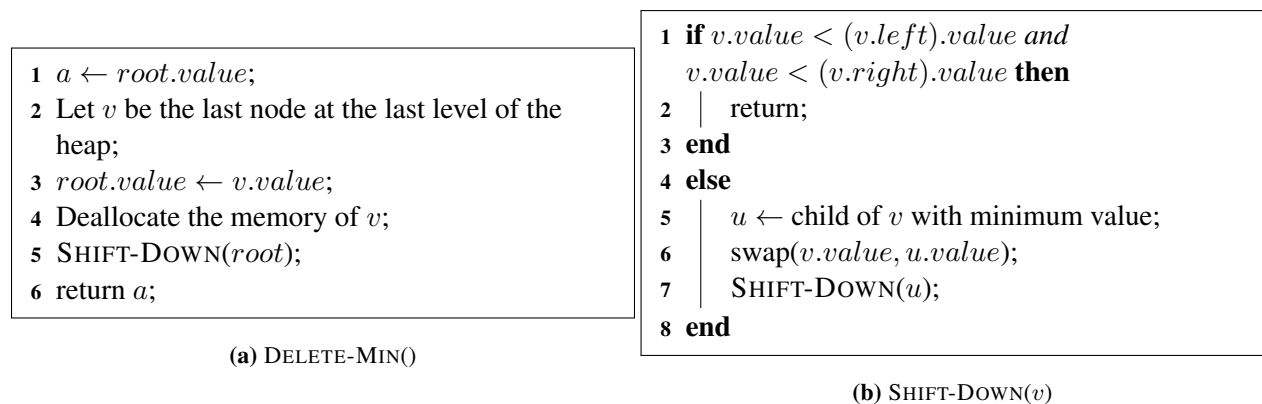 1 a ← root.value;
2 Let v be the last node at the last level of the
heap;
3 root.value ← v.value;
4 Deallocate the memory of v;
5 SHIFT-DOWN(root);
6 return a;
(a) DELETE-MIN()
1 if v.value < (v.left).value and
v.value < (v.right).value then
2 return;
3 end
4 else
5 u ← child of v with minimum value;
6 swap(v.value, u.value);
7 SHIFT-DOWN(u);
8 end
(b) SHIFT-DOWN(v)